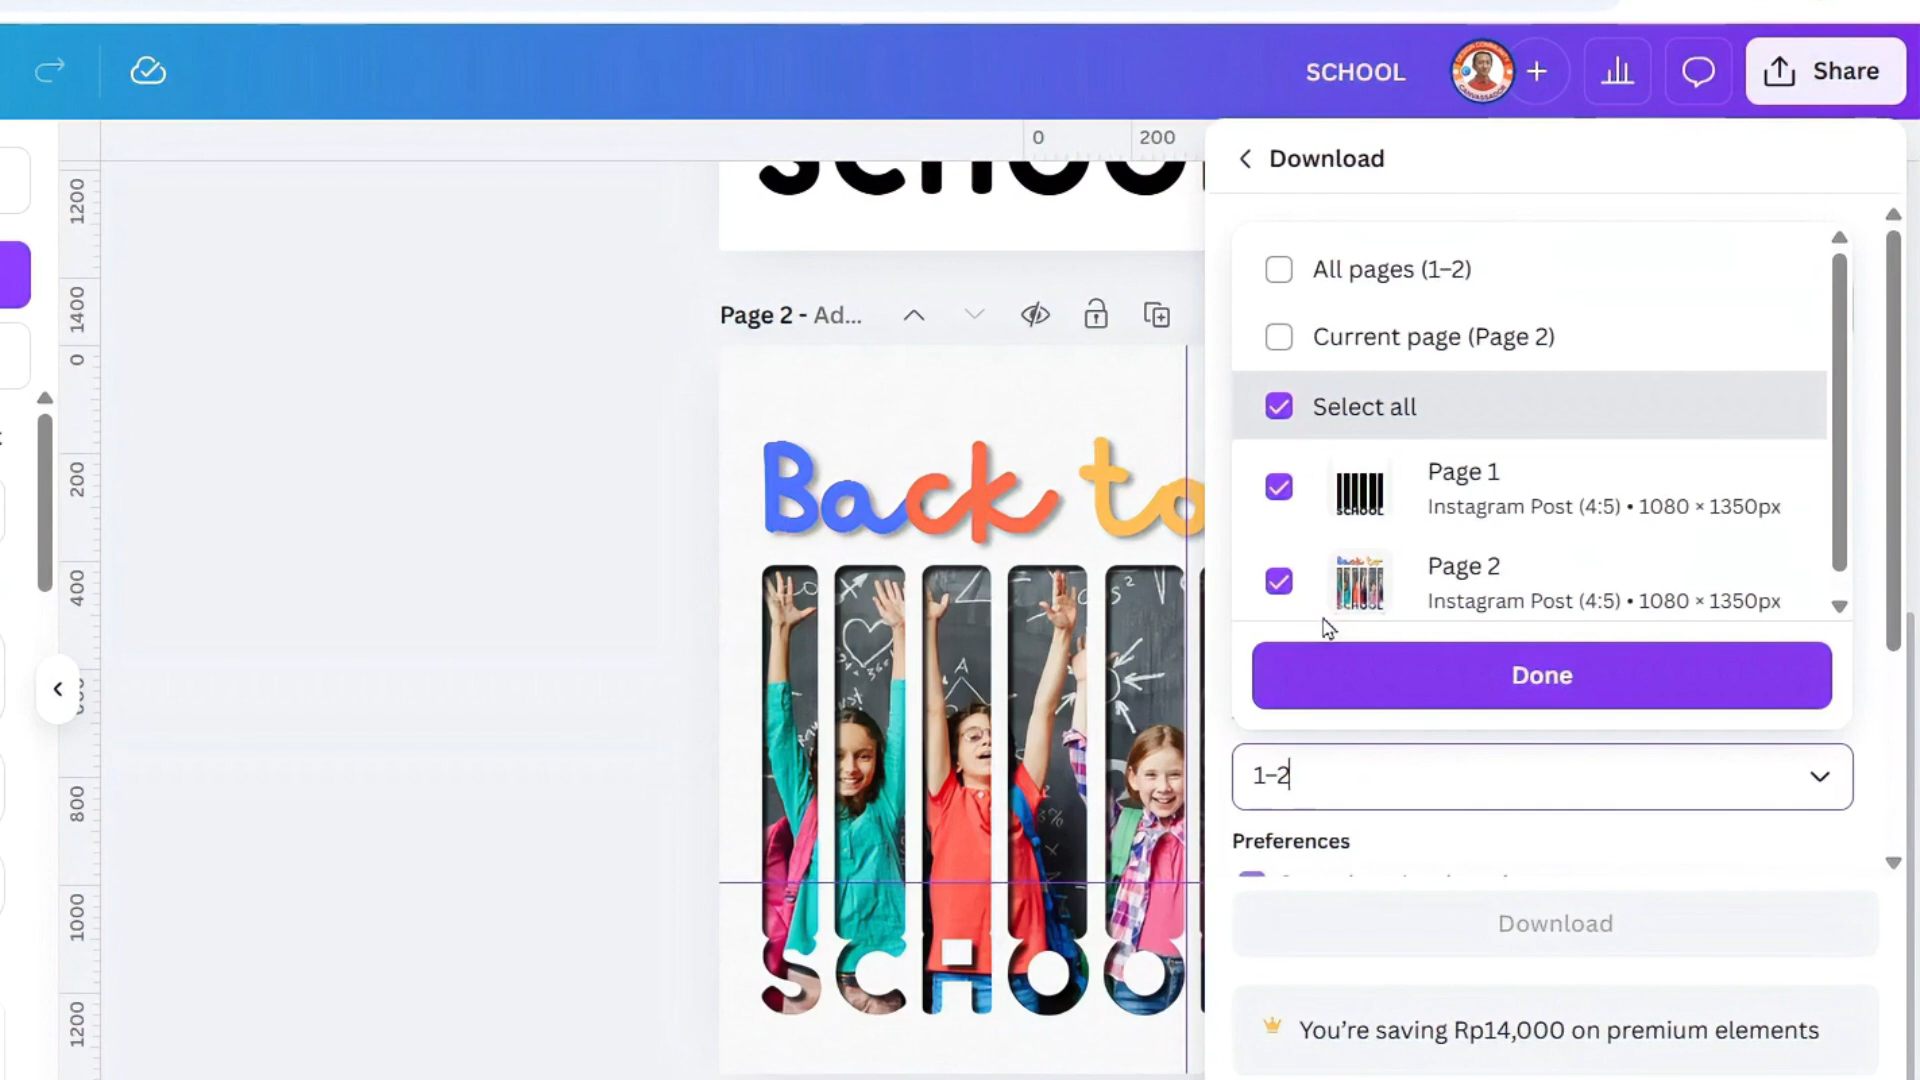 SCHOOL
Share
0
200
Download
SCHOOL
All pages (1–2)
Current page (Page 2)
Select all
Page 1
Instagram Post (4:5) • 1080 × 1350px
Page 2
Instagram Post (4:5) • 1080 × 1350px
Done
1–2
Preferences
Download
You’re saving Rp14,000 on premium elements
Page 2 - Ad...
Back to
SCHOO
1200
1400
0
200
400
800
1000
1200